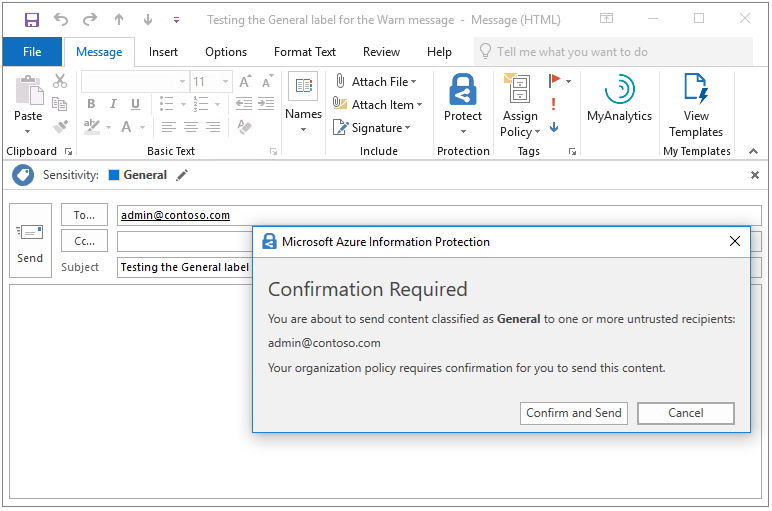 Testing the General label for the Warn message - Message (HTML)
File Message Insert Options Format Text Review Help Tell me what you want to do
Paste
Clipboard
11
B I U
ab A
A A
Basic Text
Names
Attach File
Attach Item
Signature
Include
Protect
Protection
Assign
Policy
Tags
MyAnalytics
View
Templates
My Templates
Sensitivity: General
Send
To... admin@contoso.com
Cc...
Subject Testing the General label
Microsoft Azure Information Protection
Confirmation Required
You are about to send content classified as General to one or more untrusted recipients:
admin@contoso.com
Your organization policy requires confirmation for you to send this content.
Confirm and Send Cancel